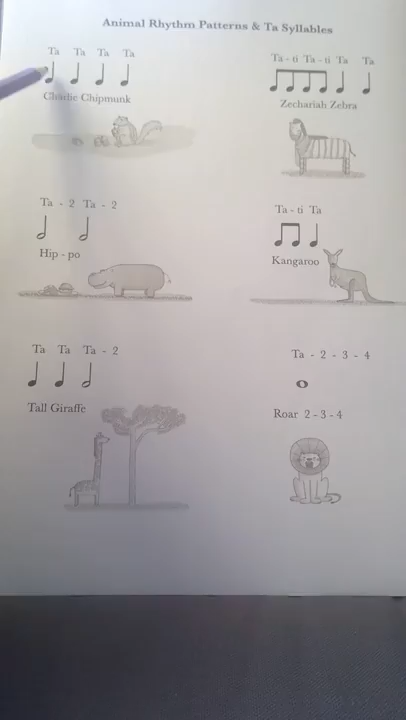 Animal Rhythm Patterns & Ta Syllables
Ta Ta Ta Ta
Charlie Chipmunk
Ta - ti Ta - ti Ta Ta
Zechariah Zebra
Ta - 2 Ta - 2
Hip - po
Ta - ti Ta
Kangaroo
Ta Ta Ta - 2
Tall Giraffe
Ta - 2 - 3 - 4
Roar 2 - 3 - 4